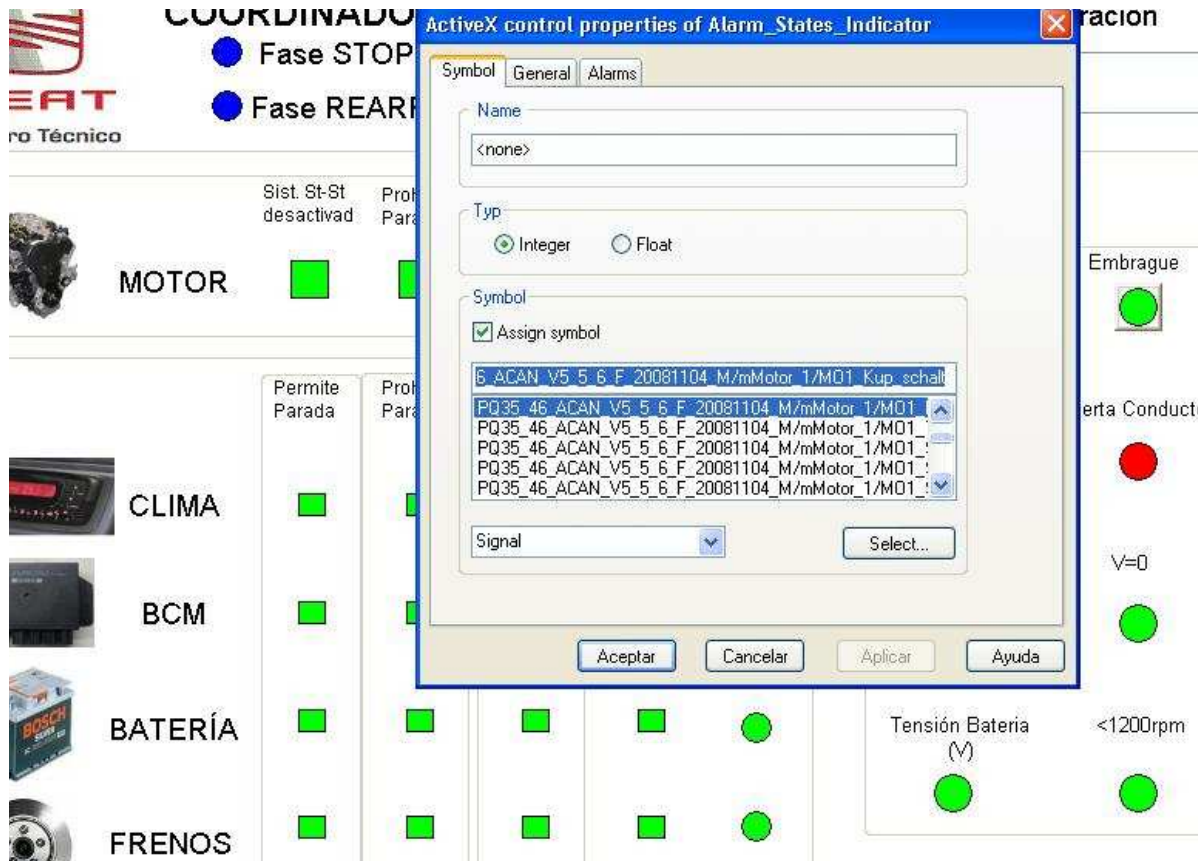 COORDINADO
ración
Fase STOP
Fase REARR
EAT
ro Técnico
Sist. St-St
desactivad
Proh
Para
MOTOR
Embrague
Permite
Parada
Proh
Para
erta Conducto
CLIMA
V=0
BCM
BOSCH
BATERÍA
Tensión Bateria
(V)
<1200rpm
FRENOS
ActiveX control properties of Alarm_States_Indicator
Symbol General Alarms
Name
<none>
Typ
Integer Float
Symbol
Assign symbol
6_ACAN_V5_5_6_F_20081104_M/mMotor_1/MO1_Kup_schalt
PQ35_46_ACAN_V5_5_6_F_20081104_M/mMotor_1/MO1_
PQ35_46_ACAN_V5_5_6_F_20081104_M/mMotor_1/MO1_
PQ35_46_ACAN_V5_5_6_F_20081104_M/mMotor_1/MO1_
PQ35_46_ACAN_V5_5_6_F_20081104_M/mMotor_1/MO1_
PQ35_46_ACAN_V5_5_6_F_20081104_M/mMotor_1/MO1_
Signal
Select...
Aceptar Cancelar Aplicar Ayuda